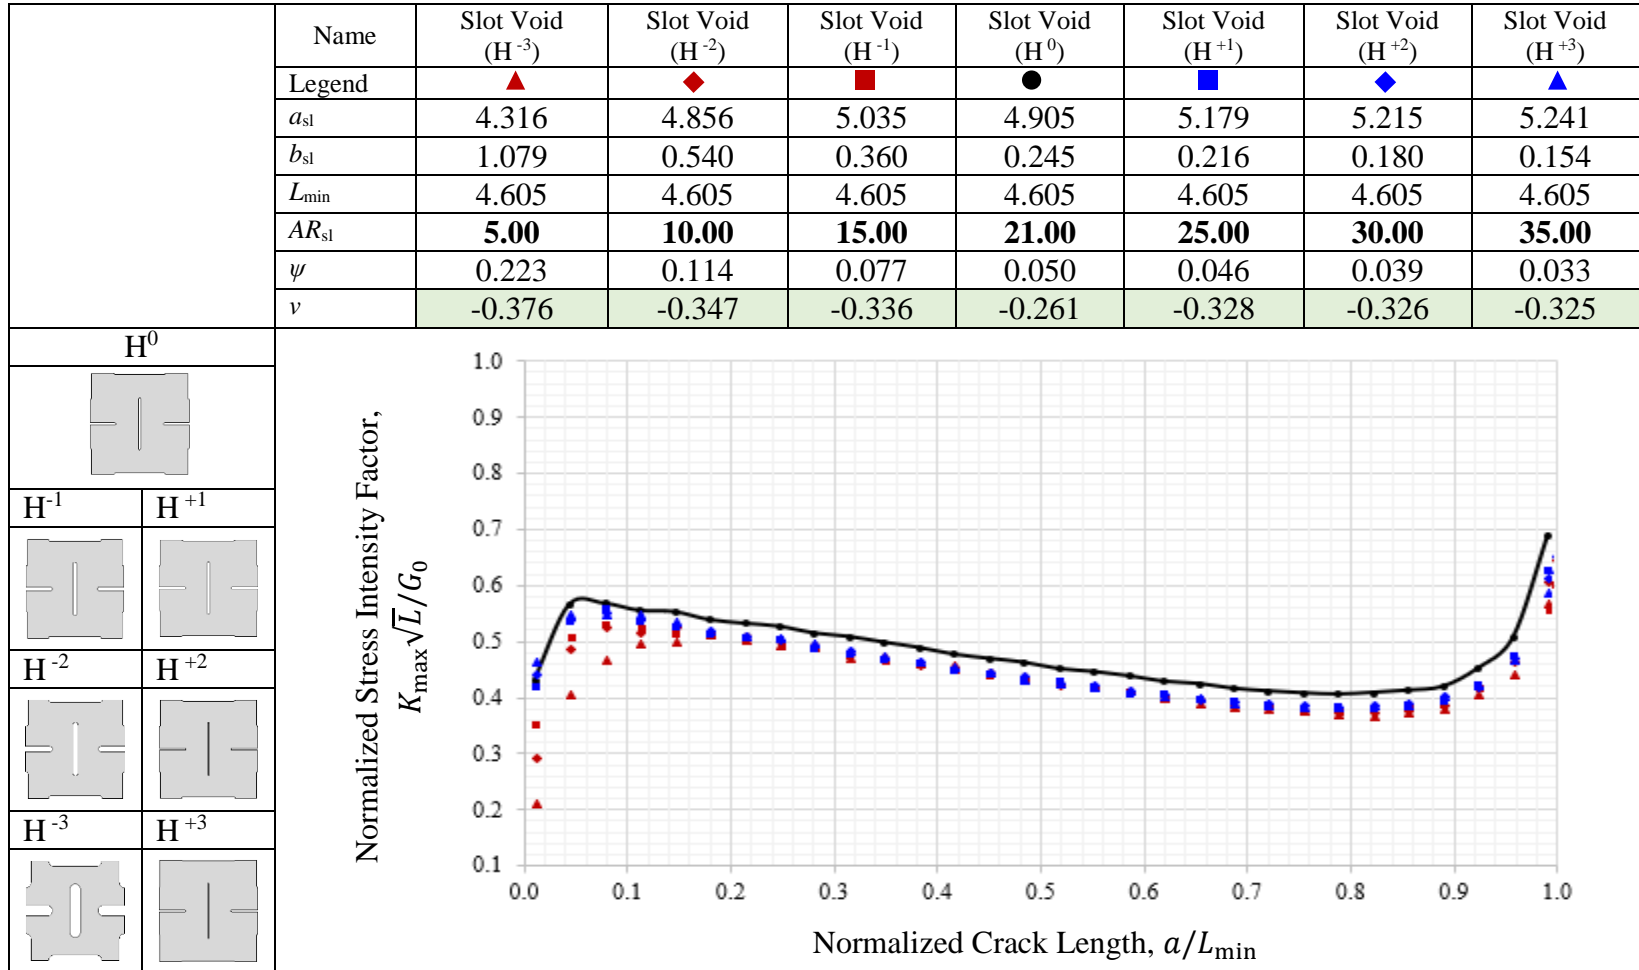 Name Slot Void (H -3) Slot Void (H -2) Slot Void (H -1) Slot Void (H 0) Slot Void (H +1) Slot Void (H +2) Slot Void (H +3)
Legend
asl 4.316 4.856 5.035 4.905 5.179 5.215 5.241
bsl 1.079 0.540 0.360 0.245 0.216 0.180 0.154
Lmin 4.605 4.605 4.605 4.605 4.605 4.605 4.605
ARsl 5.00 10.00 15.00 21.00 25.00 30.00 35.00
ψ 0.223 0.114 0.077 0.050 0.046 0.039 0.033
ν -0.376 -0.347 -0.336 -0.261 -0.328 -0.326 -0.325
H0
H-1 H +1
H-2 H +2
H -3 H +3
Normalized Stress Intensity Factor,
Kmax√L/G0
1.0
0.9
0.8
0.7
0.6
0.5
0.4
0.3
0.2
0.1
0.0 0.1 0.2 0.3 0.4 0.5 0.6 0.7 0.8 0.9 1.0
Normalized Crack Length, a/Lmin